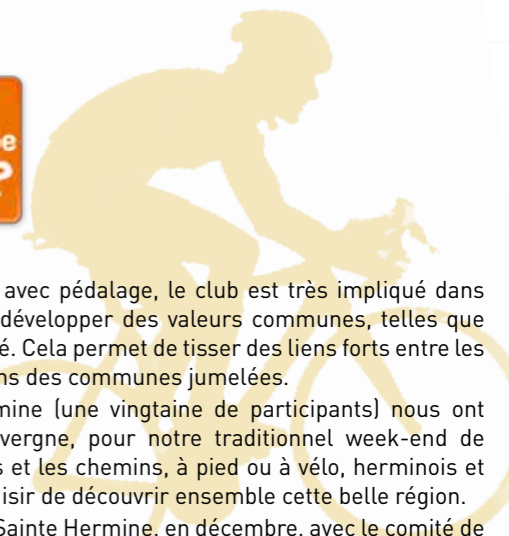 e
?
avec pédalage, le club est très impliqué dans
développer des valeurs communes, telles que
é. Cela permet de tisser des liens forts entre les
ns des communes jumelées.
mine (une vingtaine de participants) nous ont
vergne, pour notre traditionnel week-end de
s et les chemins, à pied ou à vélo, herminois et
isir de découvrir ensemble cette belle région.
Sainte Hermine, en décembre, avec le comité de